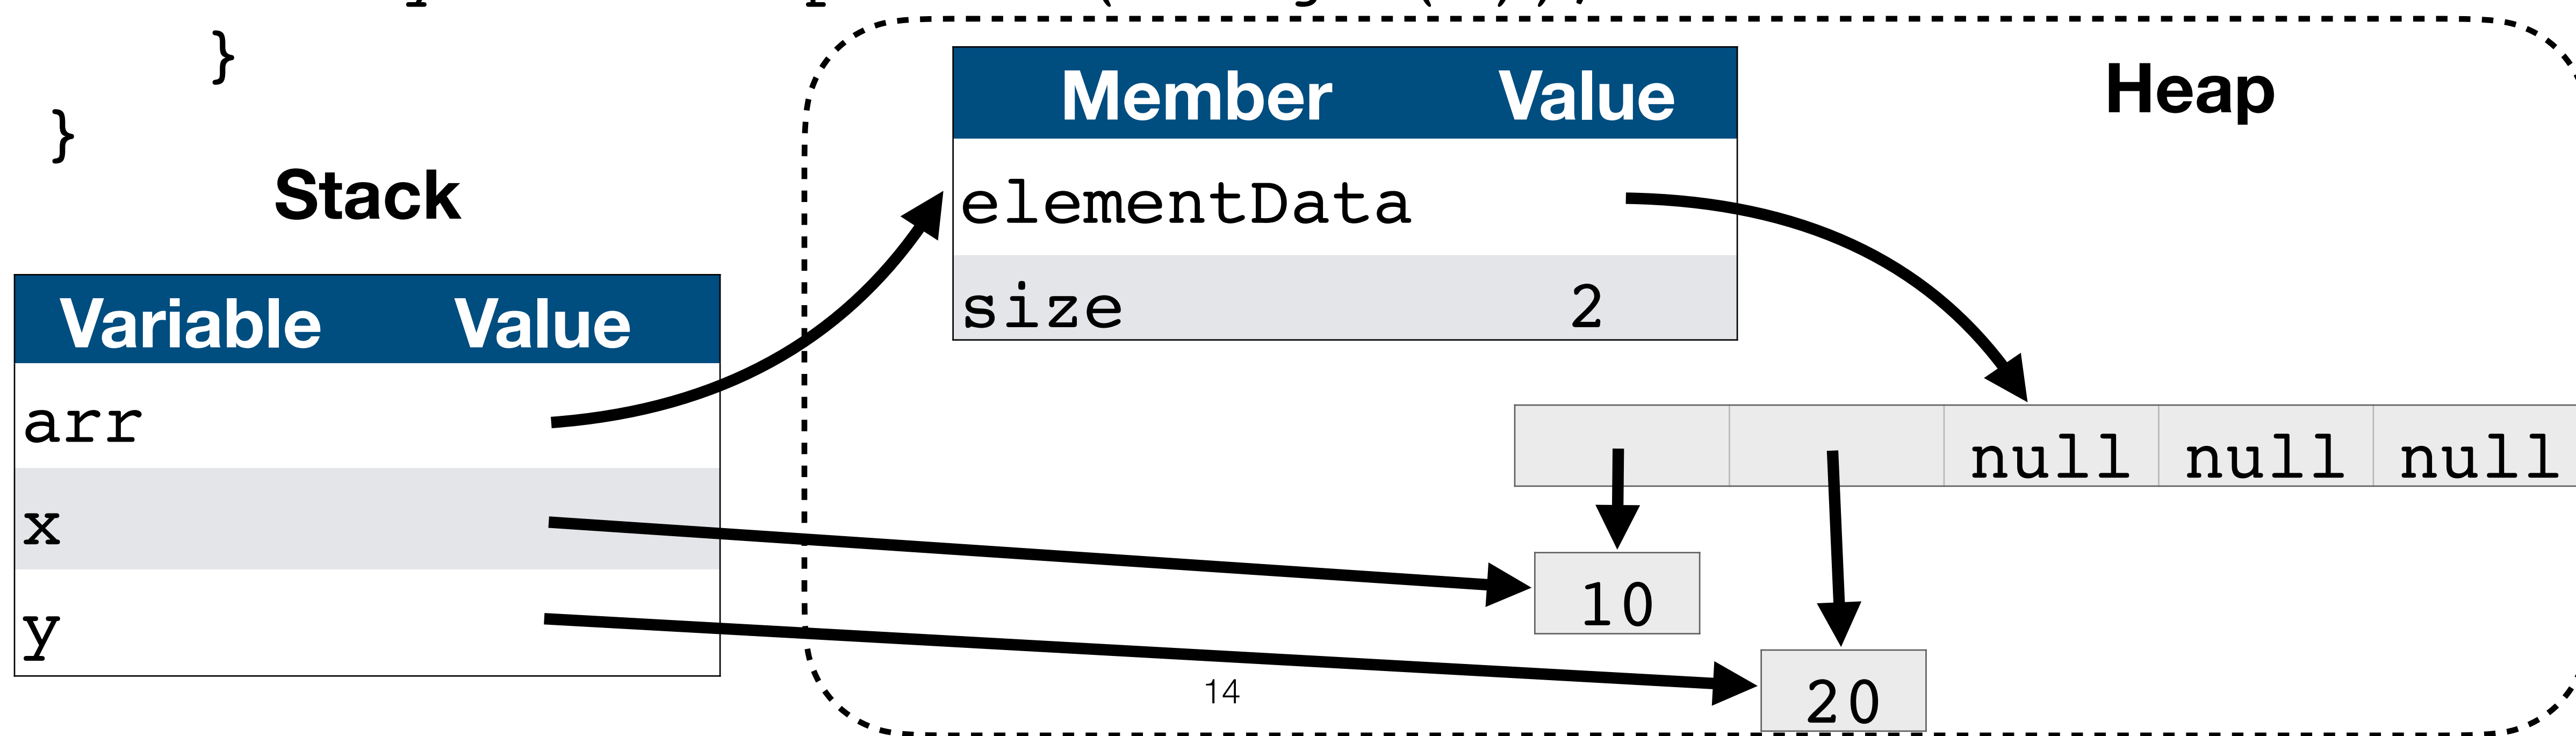 }
}
Stack
Variable Value
arr
x
y
Heap
Member Value
elementData
size 2
null null null
10
20
14